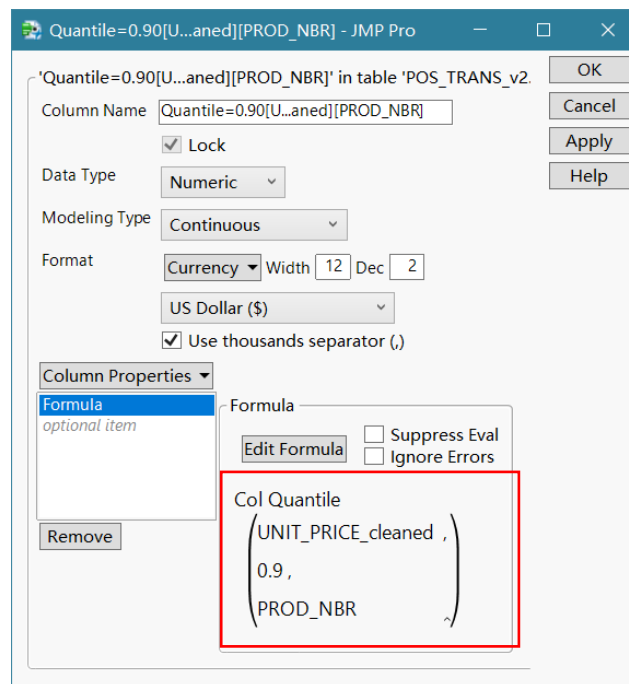 Quantile=0.90[U...aned][PROD_NBR] - JMP Pro
'Quantile=0.90[U...aned][PROD_NBR]' in table 'POS_TRANS_v2.
OK
Column Name Quantile=0.90[U...aned][PROD_NBR]
Cancel
Lock
Apply
Data Type Numeric
Help
Modeling Type Continuous
Format Currency Width 12 Dec 2
US Dollar ($)
Use thousands separator (,)
Column Properties
Formula
optional item
Remove
Formula
Edit Formula
Suppress Eval
Ignore Errors
Col Quantile
UNIT_PRICE_cleaned ,
0.9 ,
PROD_NBR